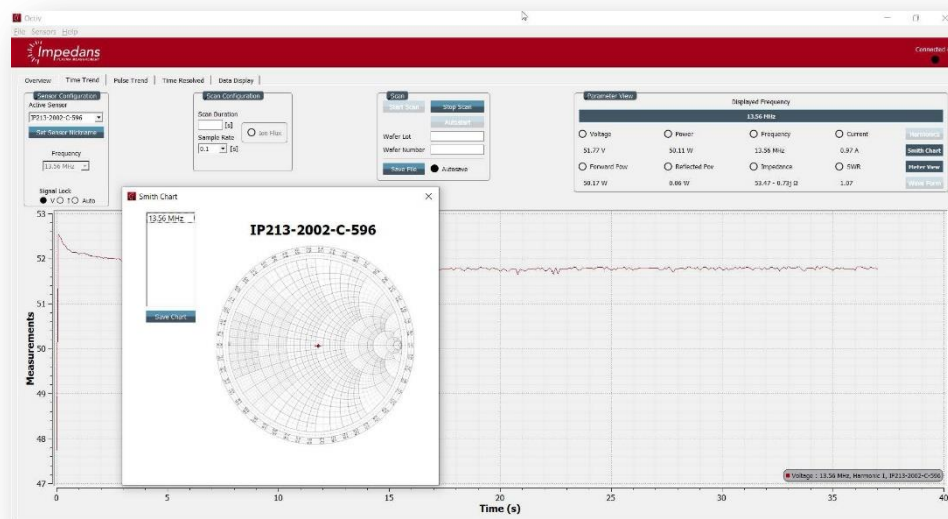 Octiv
File Sensors Help
Impedans
Connected
Overview Time Trend Pulse Trend Time Resolved Data Display
Sensor Configuration
Active Sensor
IP213-2002-C-596
Set Sensor Nickname
Frequency
13.56 MHz
Signal Lock
V I Auto
Scan Configuration
Scan Duration
[s]
Sample Rate
0.1 [s]
Ion Flux
Scan
Start Scan Stop Scan
Autostart
Wafer Lot
Wafer Number
Save File Autosave
Parameter View
Displayed Frequency
13.56 MHz
Voltage Power Frequency Current Harmonics
51.77 V 50.11 W 13.56 MHz 0.97 A Smith Chart
Forward Pow Reflected Pow Impedance SWR Meter View
50.17 W 0.06 W 53.47 - 0.73j Ω 1.07 Wave Form
Smith Chart
13.56 MHz
IP213-2002-C-596
Save Chart
53
52
51
50
49
48
47
Measurements
0 5 10 15 20 25 30 35 40
Time (s)
Voltage : 13.56 MHz, Harmonic 1, IP213-2002-C-596